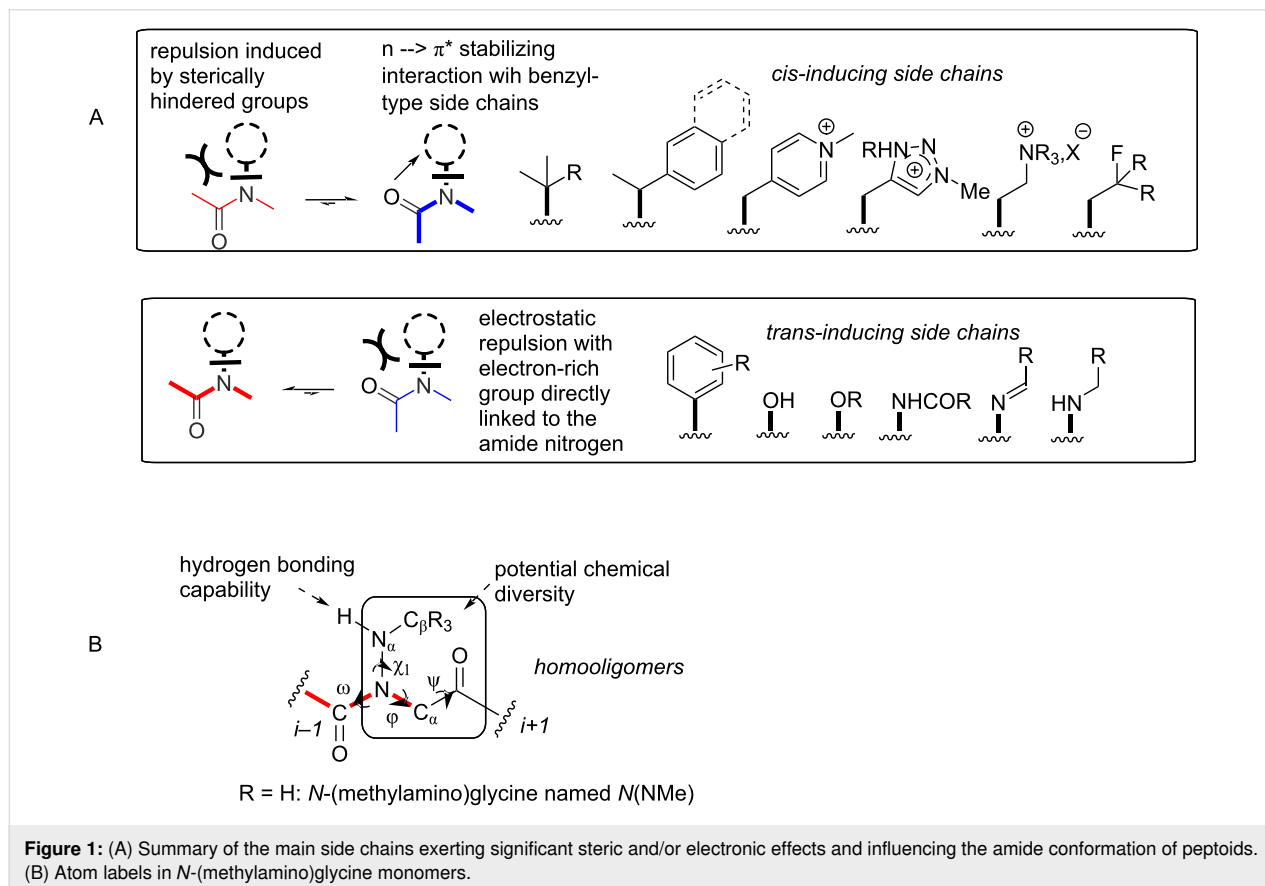 A
repulsion induced
by sterically
hindered groups
n --> π* stabilizing
interaction wih benzyl-
type side chains
cis-inducing side chains
N
O
O
N
R
N
⊕
RHN
N
N
⊕
Me
⊕
NR3,X⊖
F
R
R
N
O
O
N
electrostatic
repulsion with
electron-rich
group directly
linked to the
amide nitrogen
trans-inducing side chains
R
OH
OR
NHCOR
R
N
R
HN
B
hydrogen bonding
capability
potential chemical
diversity
H
CβR3
Nα
O
homooligomers
χ1
ω
N
ψ
C
φ
Cα
i–1
i+1
O
R = H: N-(methylamino)glycine named N(NMe)
Figure 1: (A) Summary of the main side chains exerting significant steric and/or electronic effects and influencing the amide conformation of peptoids.
(B) Atom labels in N-(methylamino)glycine monomers.